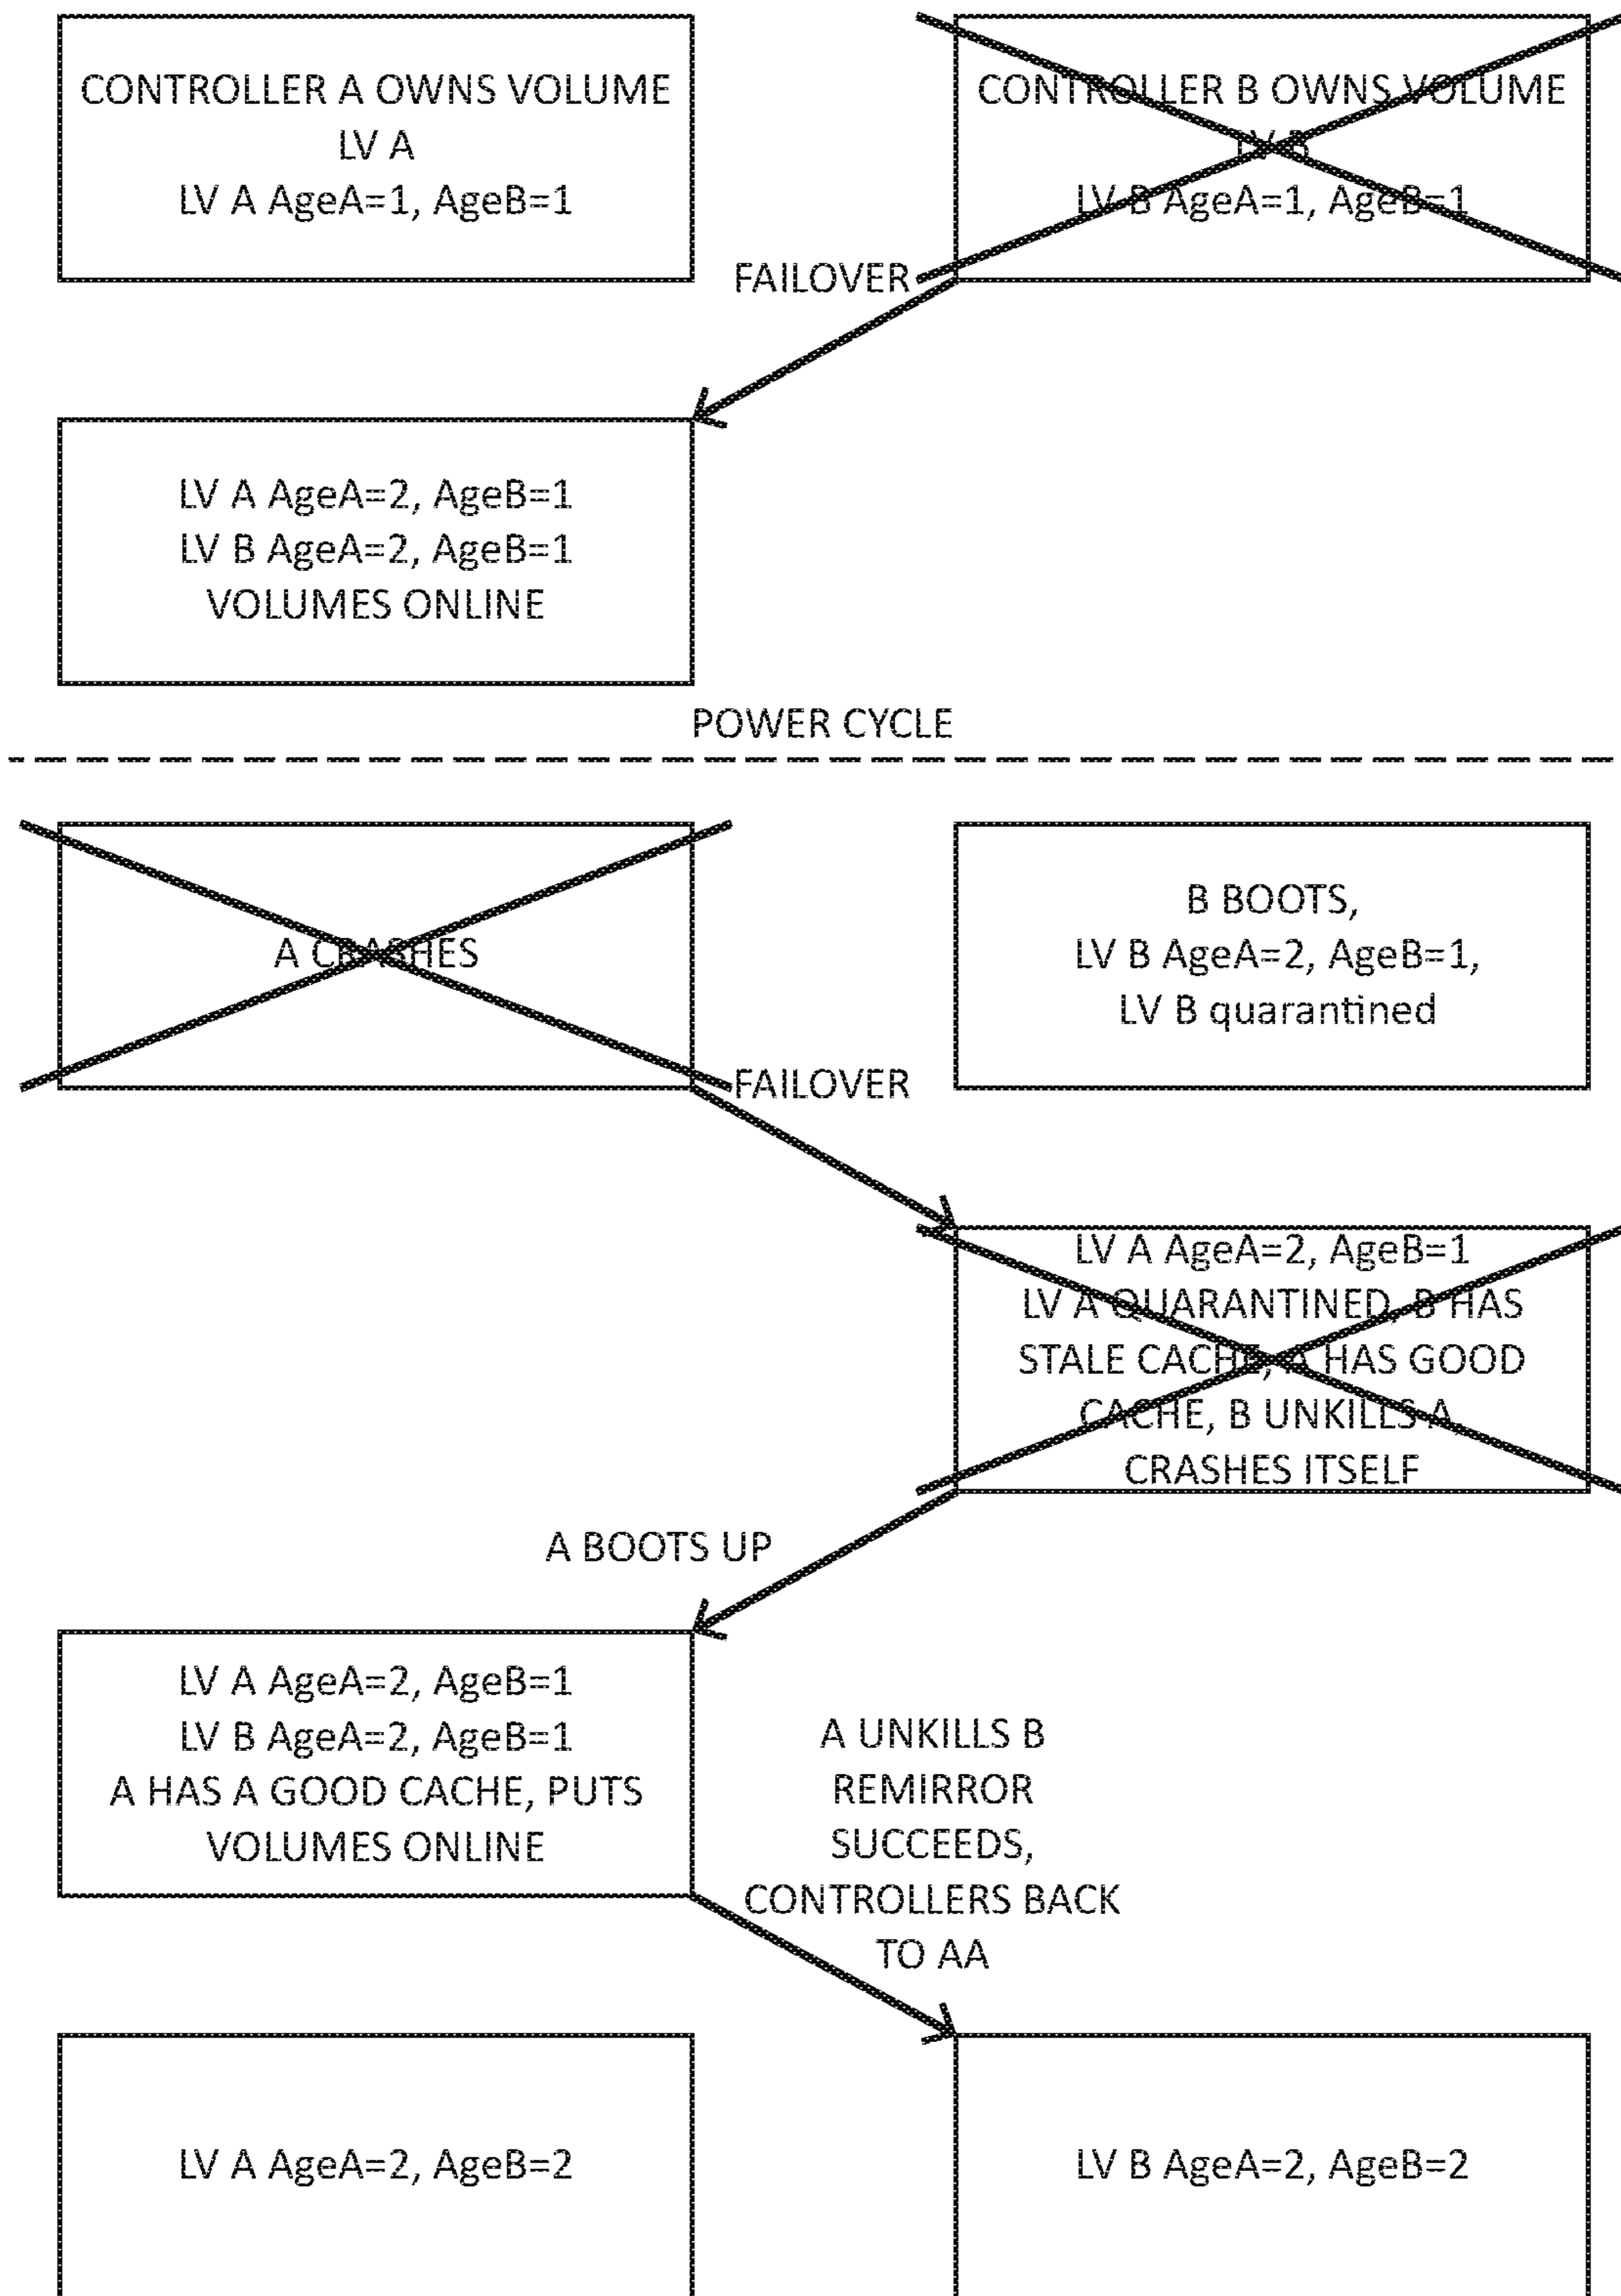 CONTROLLER A OWNS VOLUME
LV A
LV A AgeA=1, AgeB=1
CONTROLLER B OWNS VOLUME
LV B
LV B AgeA=1, AgeB=1
FAILOVER
LV A AgeA=2, AgeB=1
LV B AgeA=2, AgeB=1
VOLUMES ONLINE
POWER CYCLE
A CRASHES
B BOOTS,
LV B AgeA=2, AgeB=1,
LV B quarantined
FAILOVER
LV A AgeA=2, AgeB=1
LV A QUARANTINED, B HAS
STALE CACHE, A HAS GOOD
CACHE, B UNKILLS A,
CRASHES ITSELF
A BOOTS UP
LV A AgeA=2, AgeB=1
LV B AgeA=2, AgeB=1
A HAS A GOOD CACHE, PUTS
VOLUMES ONLINE
A UNKILLS B
REMIRROR
SUCCEEDS,
CONTROLLERS BACK
TO AA
LV A AgeA=2, AgeB=2
LV B AgeA=2, AgeB=2